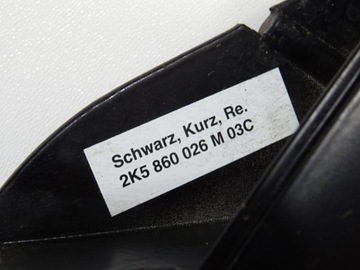 Schwarz, Kurz, Re.
2K5 860 026 M 03C